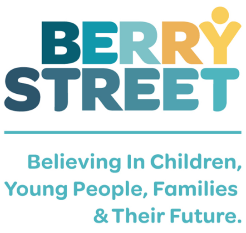 BERRY
STREET
Believing In Children,
Young People, Families
& Their Future.